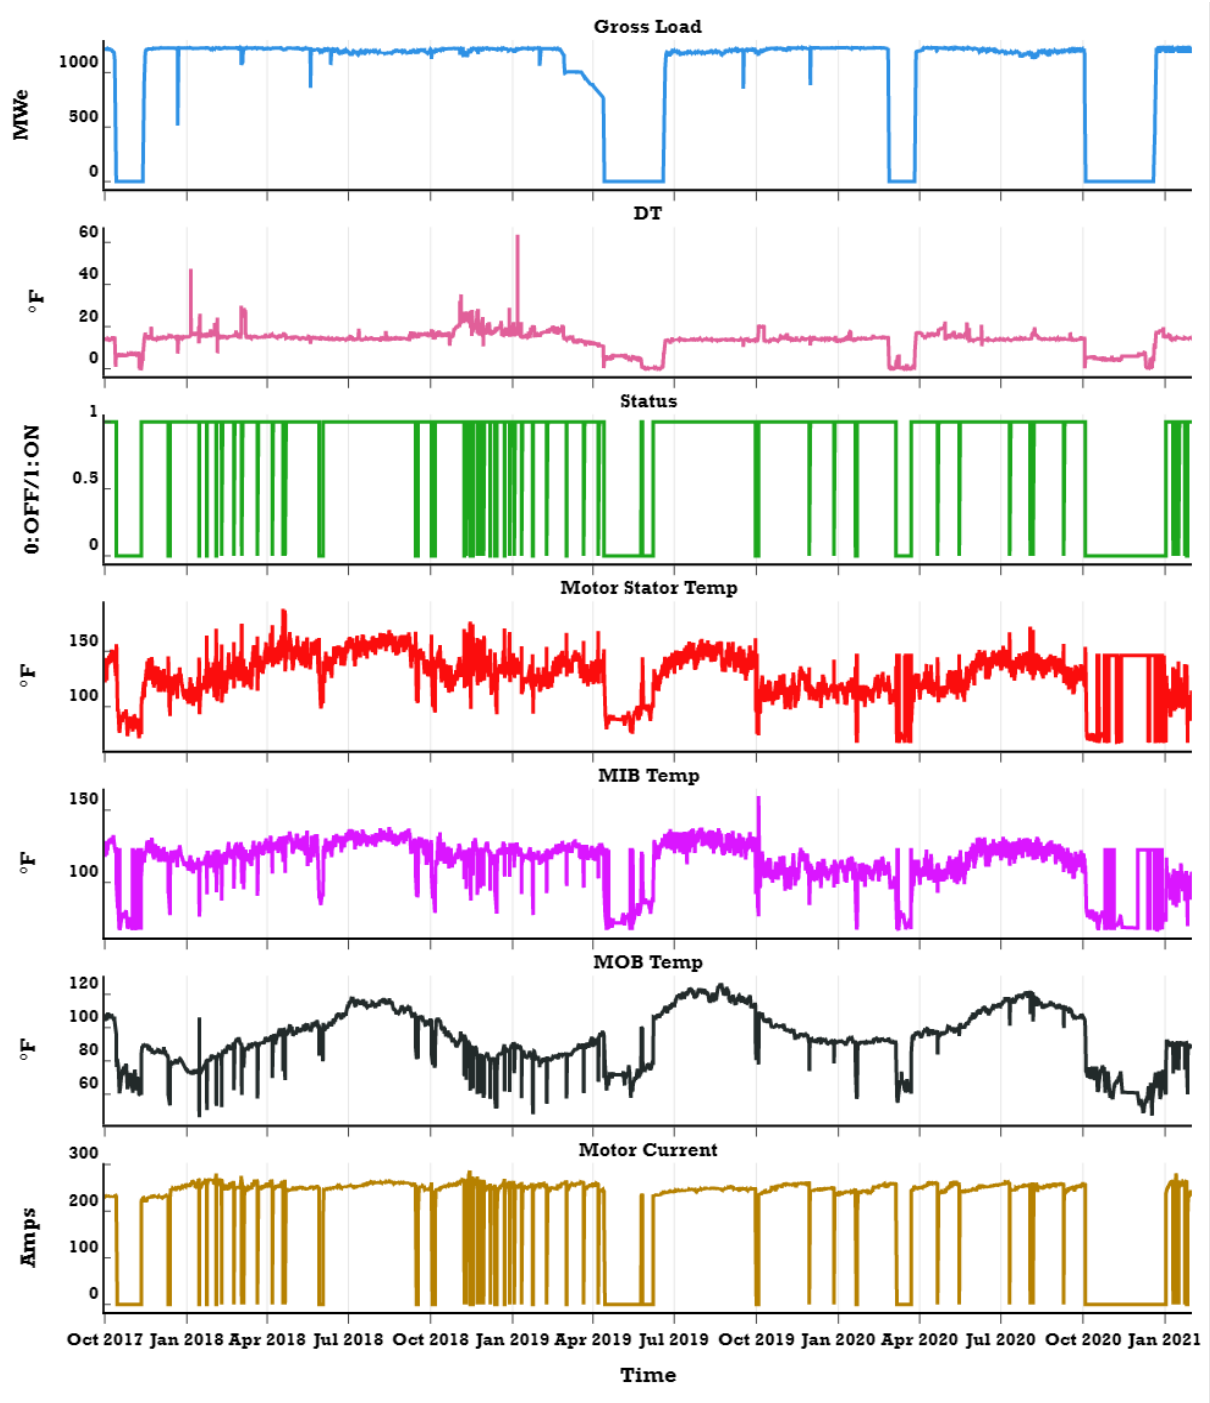 Gross Load
MWe
1000
500
0
DT
°F
60
40
20
0
Status
0:OFF/1:ON
1
0.5
0
Motor Stator Temp
°F
150
100
MIB Temp
°F
150
100
MOB Temp
°F
120
100
80
60
Motor Current
Amps
300
200
100
0
Oct 2017 Jan 2018 Apr 2018 Jul 2018 Oct 2018 Jan 2019 Apr 2019 Jul 2019 Oct 2019 Jan 2020 Apr 2020 Jul 2020 Oct 2020 Jan 2021
Time